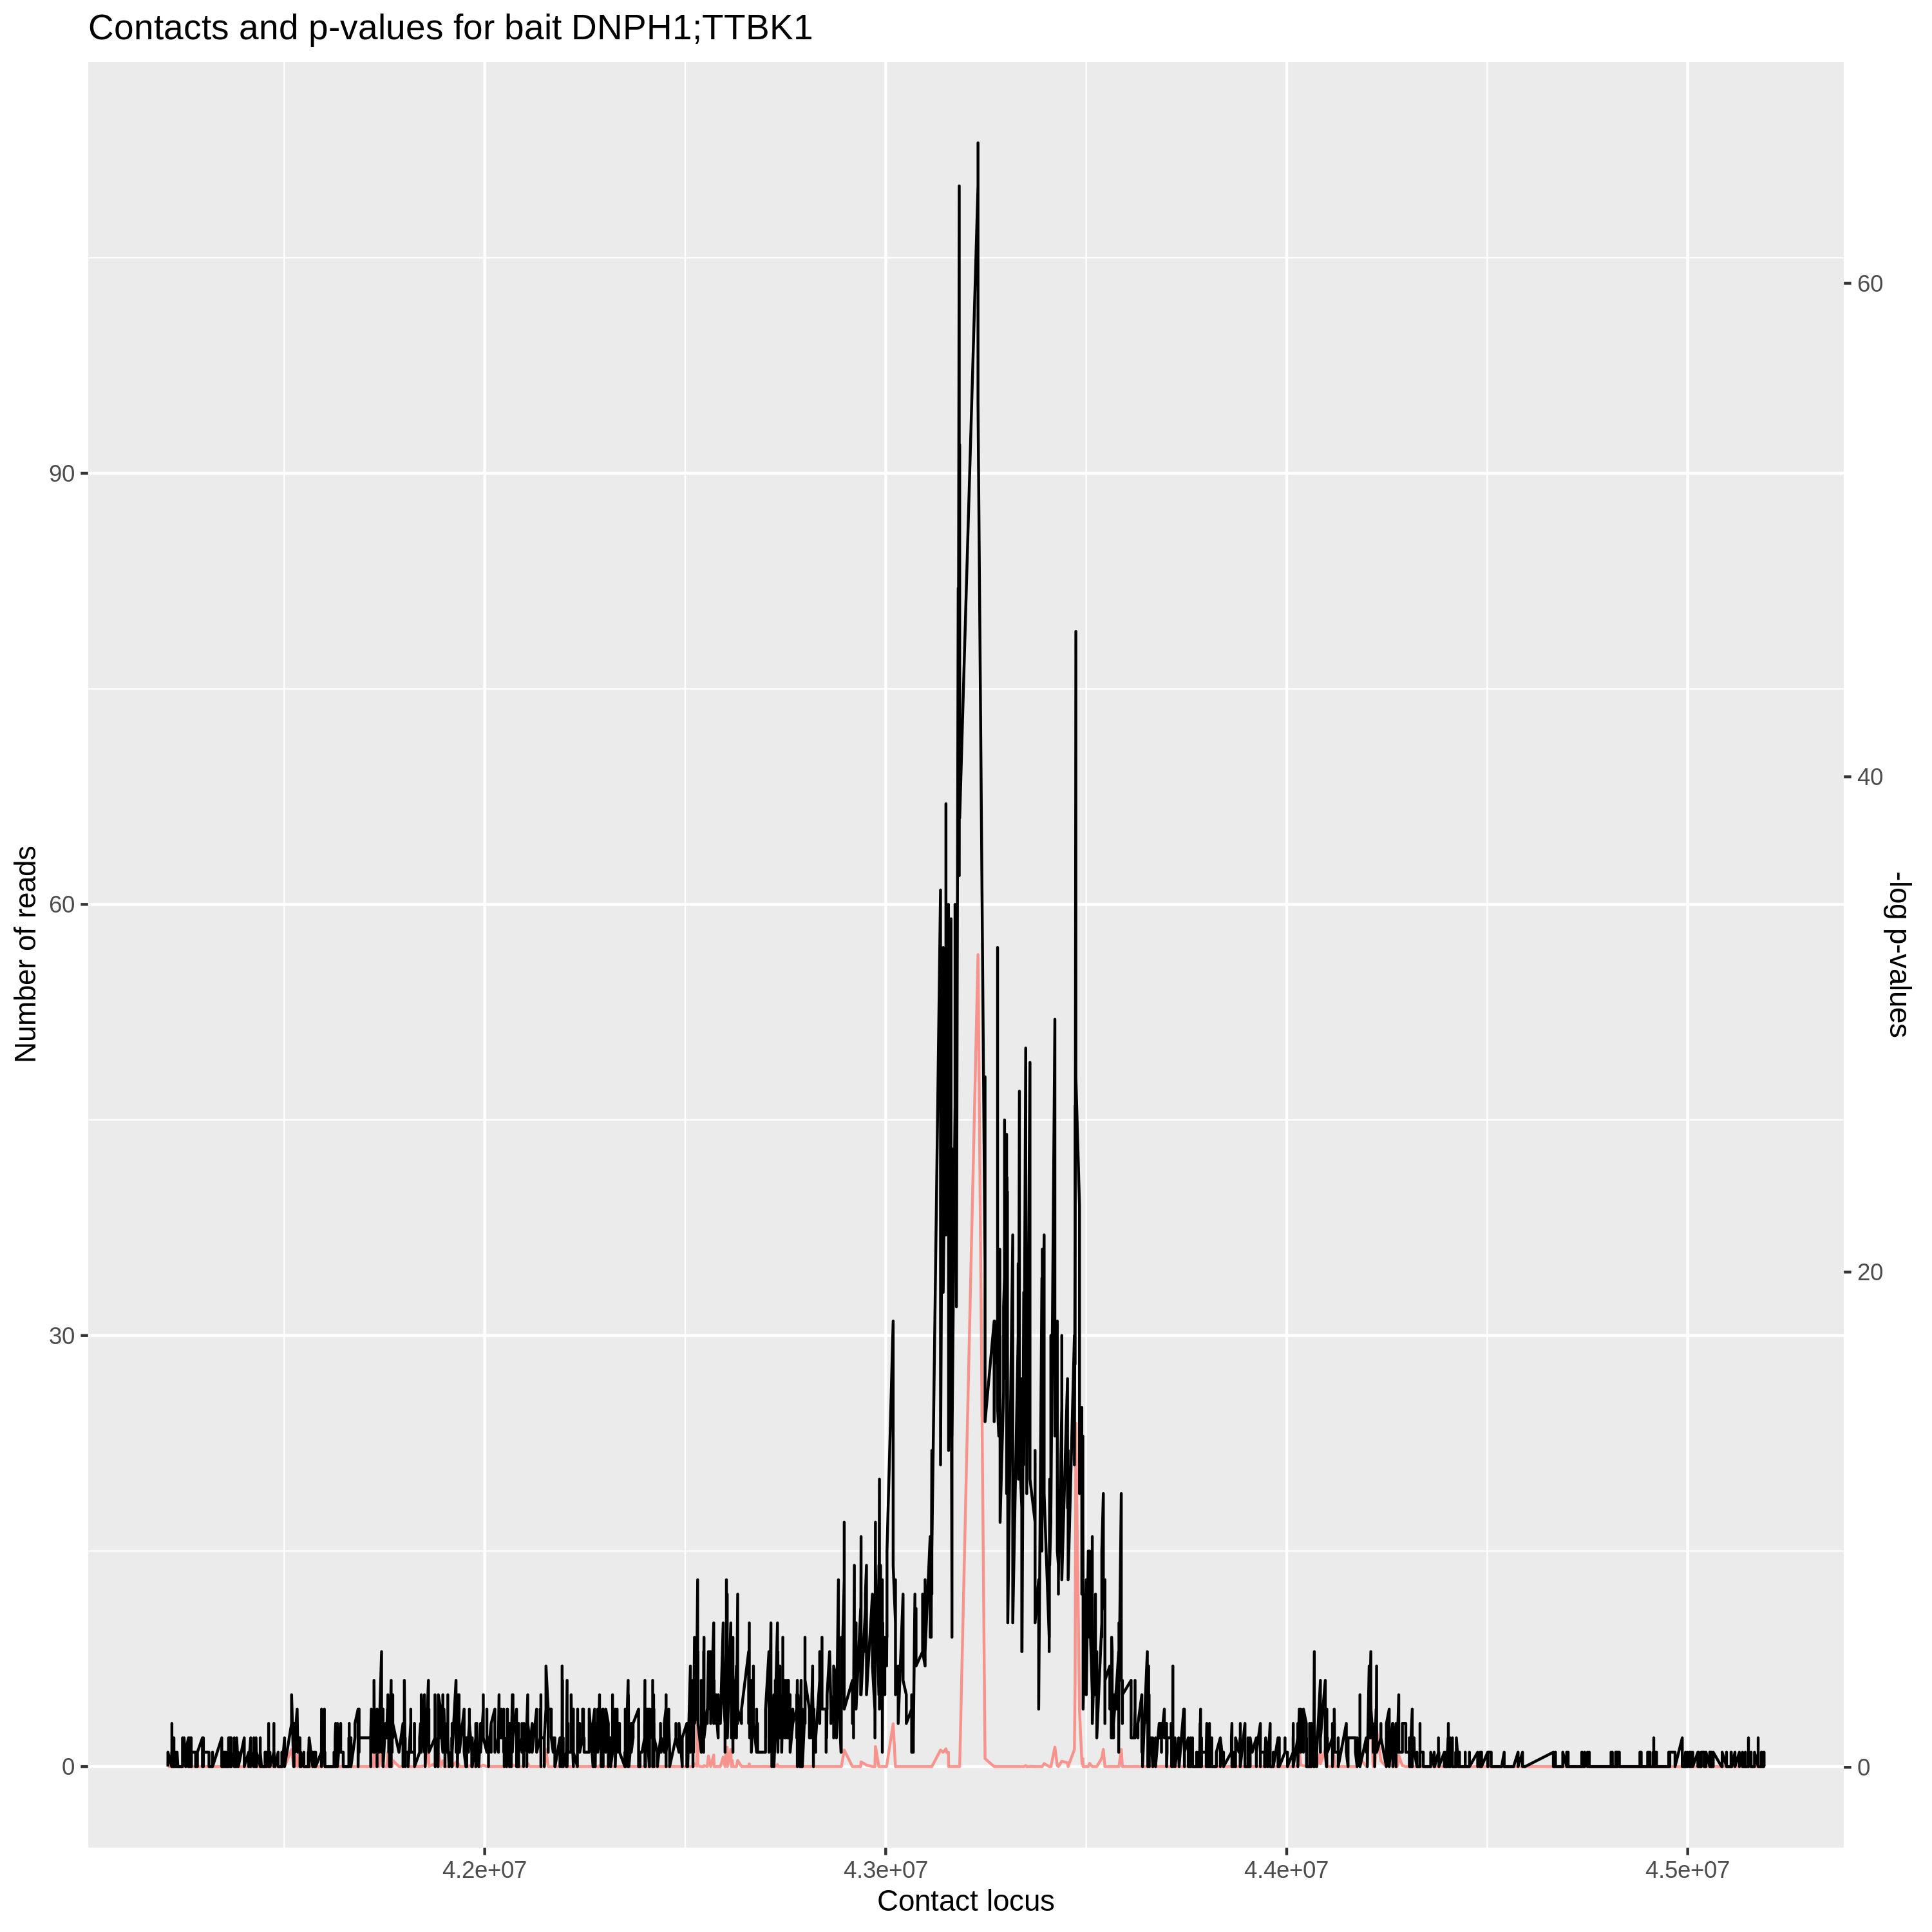 Contacts and p-values for bait DNPH1;TTBK1
90
60
30
0
Number of reads
60
40
20
0
-log p-values
4.2e+07
4.3e+07
4.4e+07
4.5e+07
Contact locus